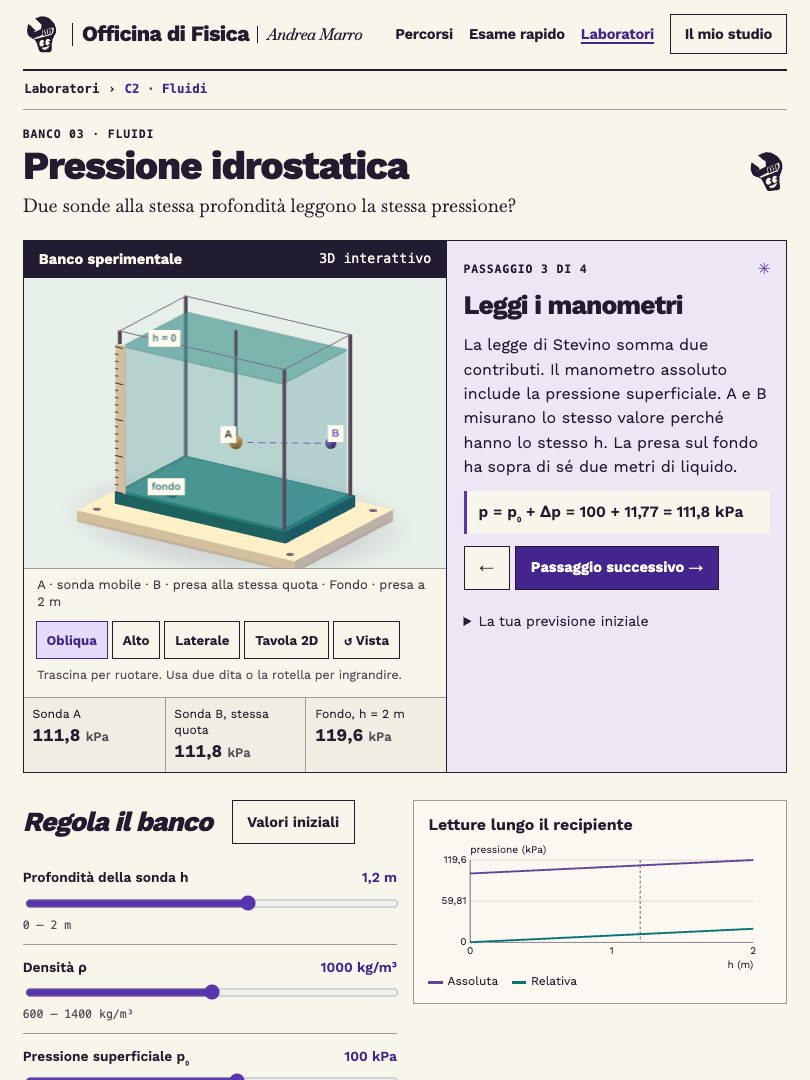 Officina di Fisica
Andrea Marro
Percorsi
Esame rapido
Laboratori
Il mio studio
Laboratori › C2 · Fluidi
BANCO 03 · FLUIDI
Pressione idrostatica
Due sonde alla stessa profondità leggono la stessa pressione?
Banco sperimentale
3D interattivo
h = 0
A
B
fondo
A · sonda mobile · B · presa alla stessa quota · Fondo · presa a
2 m
Obliqua
Alto
Laterale
Tavola 2D
↺ Vista
Trascina per ruotare. Usa due dita o la rotella per ingrandire.
Sonda A
111,8 kPa
Sonda B, stessa
quota
111,8 kPa
Fondo, h = 2 m
119,6 kPa
PASSAGGIO 3 DI 4
Leggi i manometri
La legge di Stevino somma due
contributi. Il manometro assoluto
include la pressione superficiale. A e B
misurano lo stesso valore perché
hanno lo stesso h. La presa sul fondo
ha sopra di sé due metri di liquido.
p = p₀ + Δp = 100 + 11,77 = 111,8 kPa
←
Passaggio successivo →
▶ La tua previsione iniziale
Regola il banco
Valori iniziali
Profondità della sonda h
1,2 m
0 — 2 m
Densità ρ
1000 kg/m³
600 — 1400 kg/m³
Pressione superficiale p₀
100 kPa
Letture lungo il recipiente
pressione (kPa)
119,6
59,81
0
0
1
2
h (m)
Assoluta
Relativa